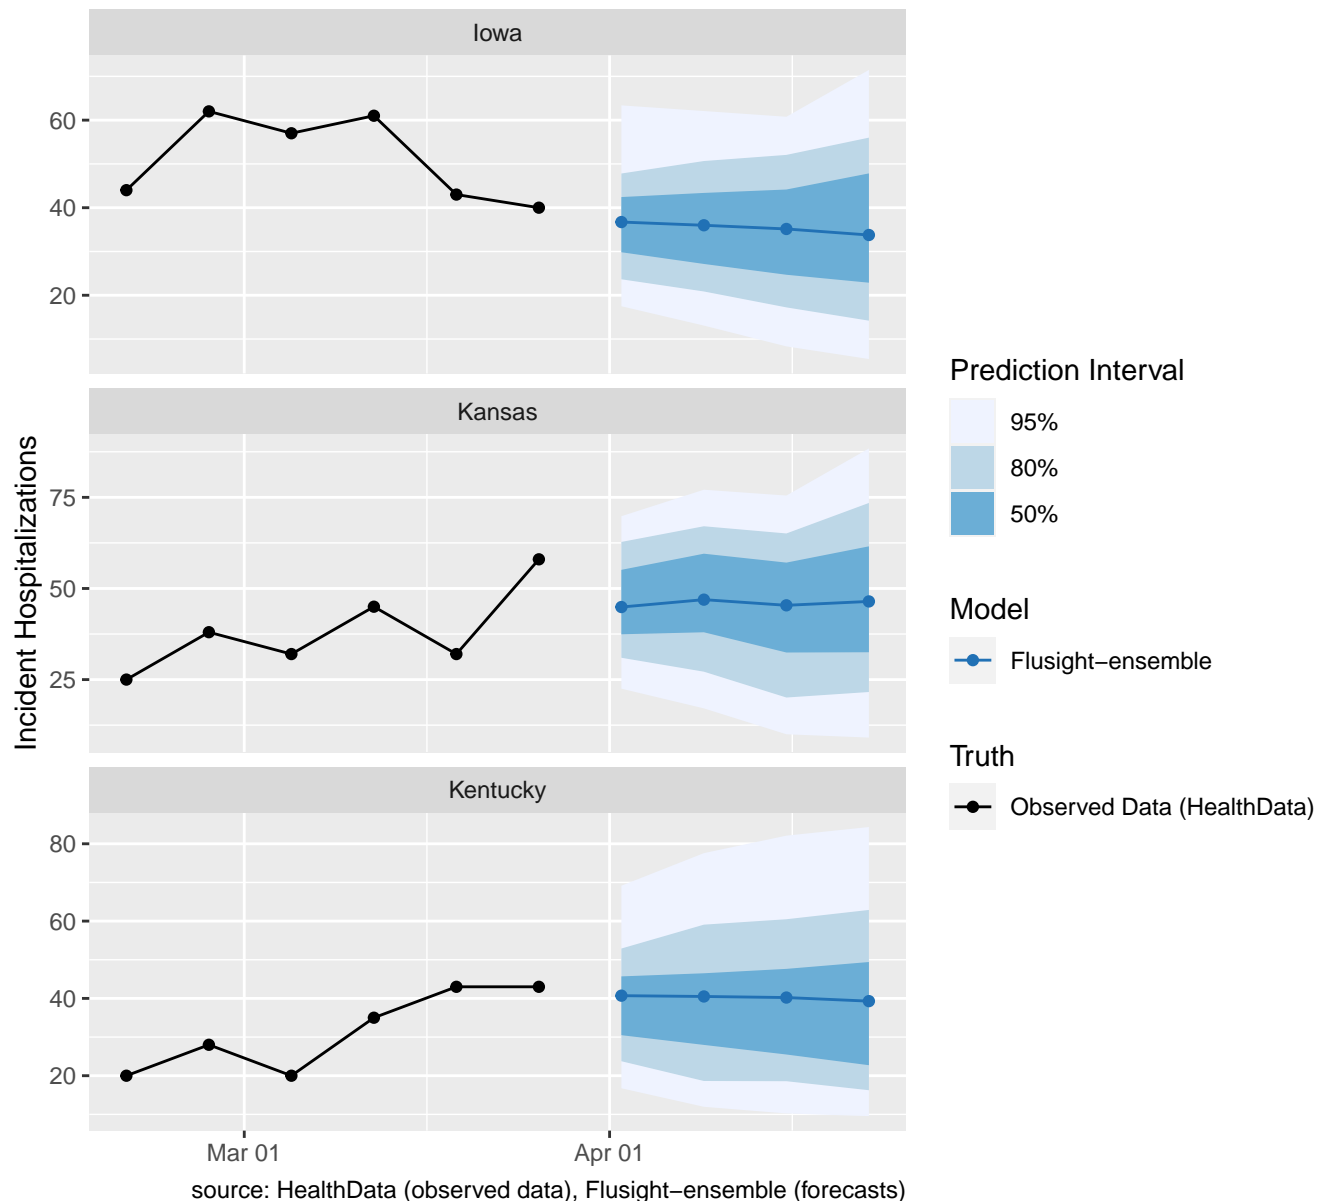 Iowa
60
40
20
Kansas
75
50
25
Kentucky
80
60
40
20
Mar 01
Apr 01
Incident Hospitalizations
source: HealthData (observed data), Flusight−ensemble (forecasts)
Prediction Interval
95%
80%
50%
Model
Flusight−ensemble
Truth
Observed Data (HealthData)